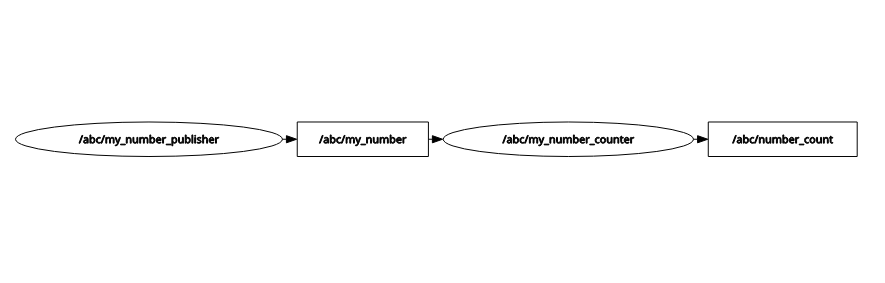 /abc/my_number_publisher
/abc/my_number
/abc/my_number_counter
/abc/number_count